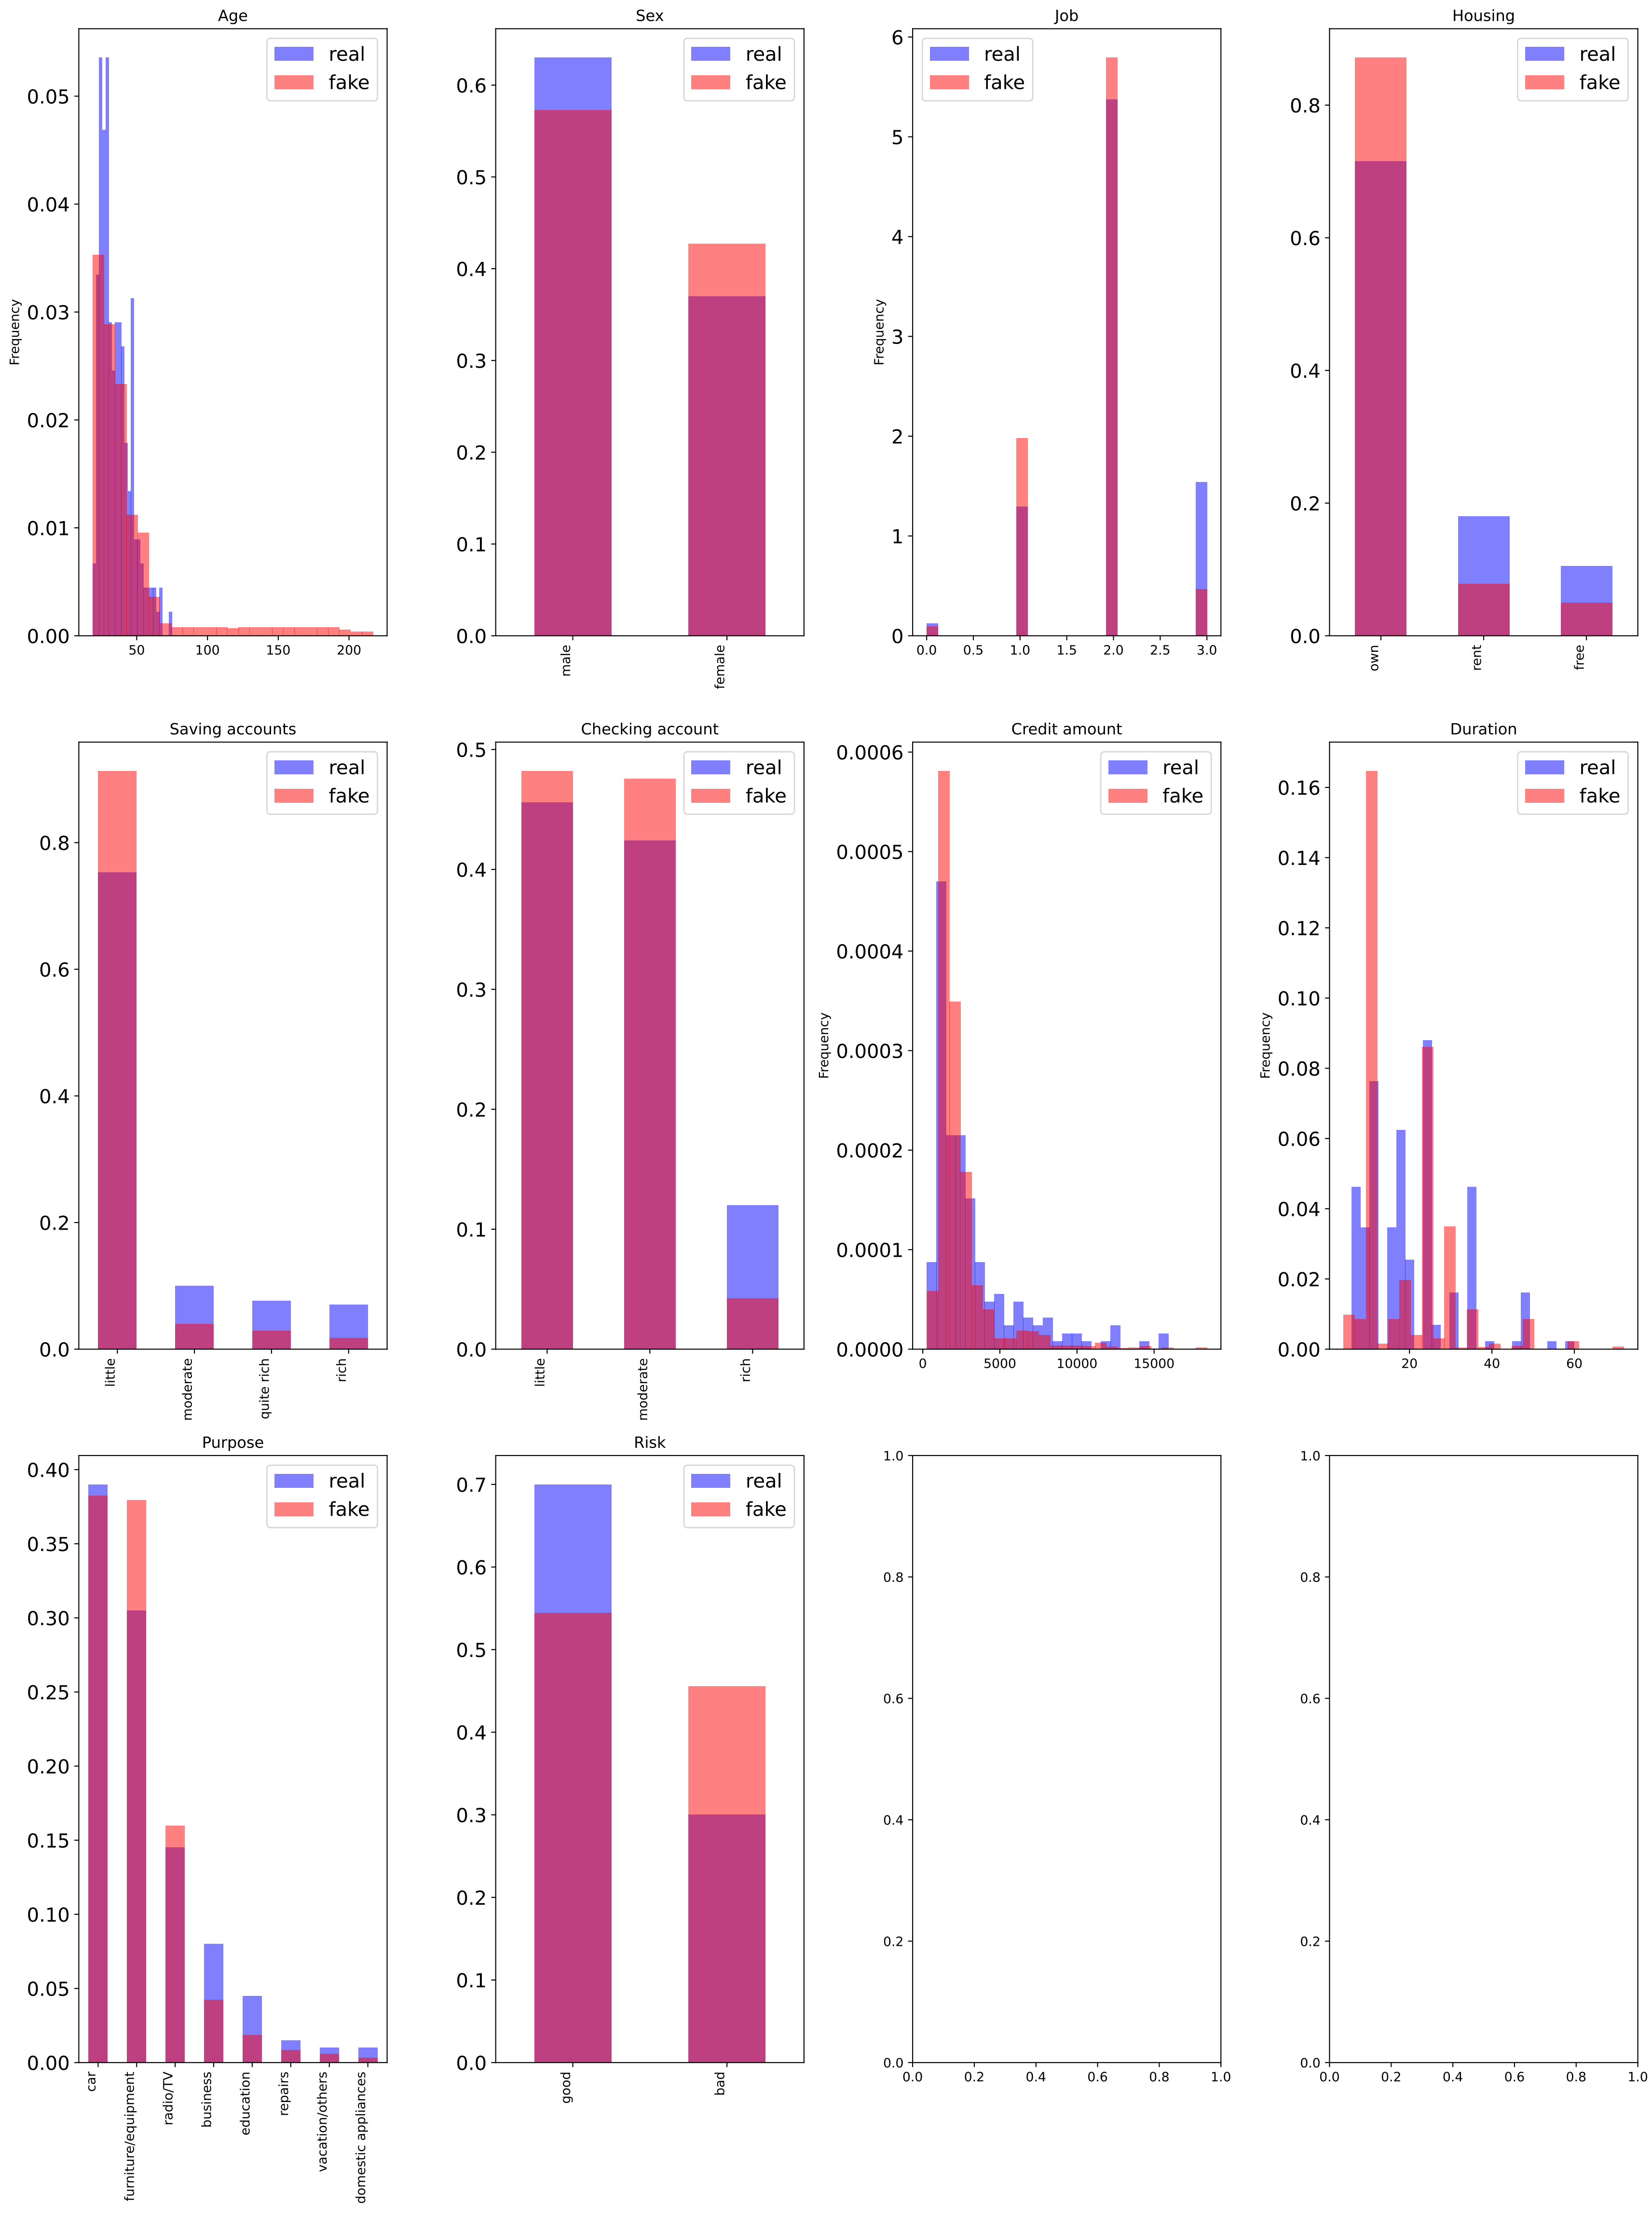 Age
real
fake
Frequency
0.05
0.04
0.03
0.02
0.01
0.00
50 100 150 200
Sex
real
fake
0.6
0.5
0.4
0.3
0.2
0.1
0.0
male
female
Job
real
fake
Frequency
6
5
4
3
2
1
0
0.0 0.5 1.0 1.5 2.0 2.5 3.0
Housing
real
fake
0.8
0.6
0.4
0.2
0.0
own
rent
free
Saving accounts
real
fake
0.8
0.6
0.4
0.2
0.0
little
moderate
quite rich
rich
Checking account
real
fake
0.5
0.4
0.3
0.2
0.1
0.0
little
moderate
rich
Credit amount
real
fake
Frequency
0.0006
0.0005
0.0004
0.0003
0.0002
0.0001
0.0000
0 5000 10000 15000
Duration
real
fake
Frequency
0.16
0.14
0.12
0.10
0.08
0.06
0.04
0.02
0.00
20 40 60
Purpose
real
fake
0.40
0.35
0.30
0.25
0.20
0.15
0.10
0.05
0.00
car
furniture/equipment
radio/TV
business
education
repairs
vacation/others
domestic appliances
Risk
real
fake
0.7
0.6
0.5
0.4
0.3
0.2
0.1
0.0
good
bad
1.0
0.8
0.6
0.4
0.2
0.0
0.0 0.2 0.4 0.6 0.8 1.0
1.0
0.8
0.6
0.4
0.2
0.0
0.0 0.2 0.4 0.6 0.8 1.0